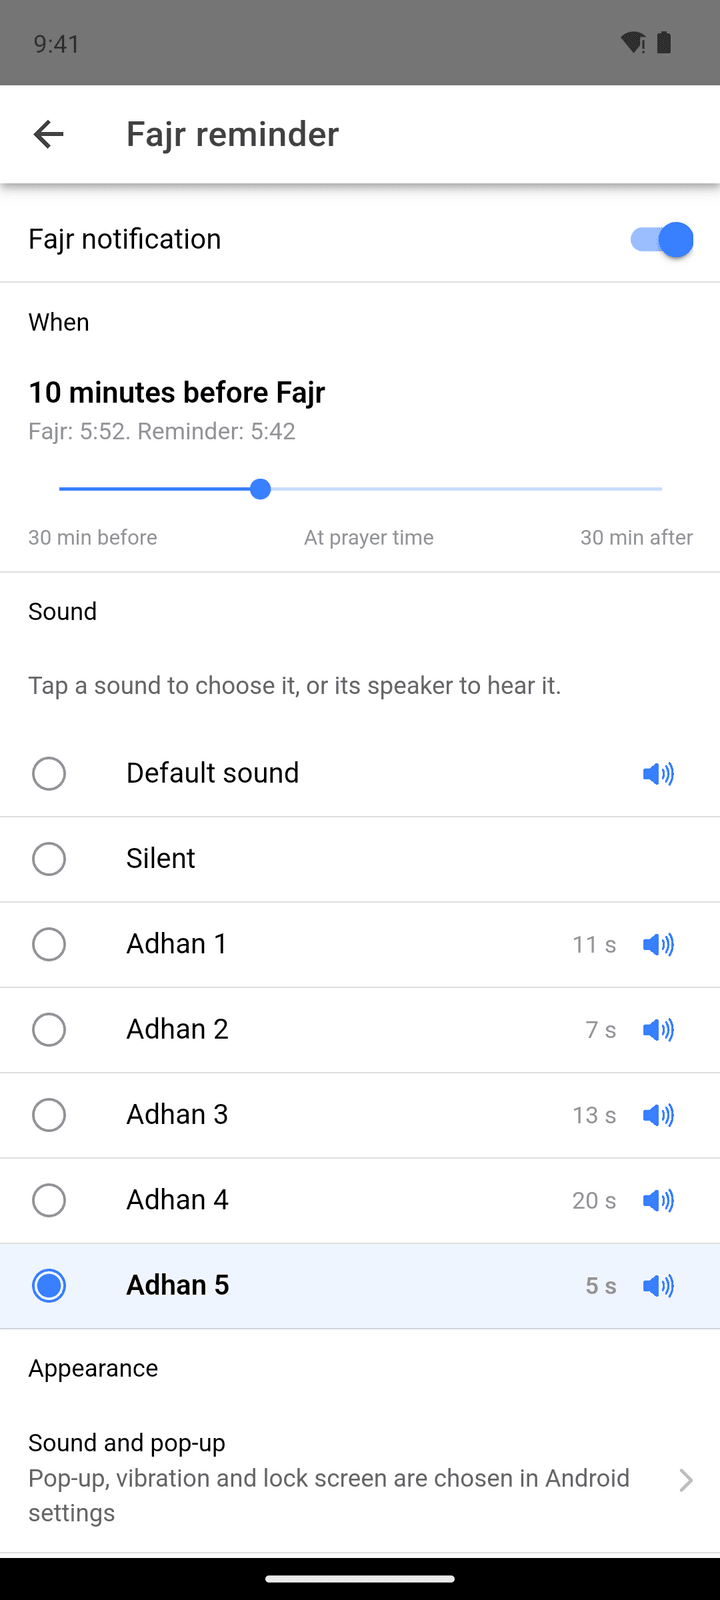 9:41
Fajr reminder
Fajr notification
When
10 minutes before Fajr
Fajr: 5:52. Reminder: 5:42
30 min before At prayer time 30 min after
Sound
Tap a sound to choose it, or its speaker to hear it.
Default sound
Silent
Adhan 1 11 s
Adhan 2 7 s
Adhan 3 13 s
Adhan 4 20 s
Adhan 5 5 s
Appearance
Sound and pop-up
Pop-up, vibration and lock screen are chosen in Android
settings